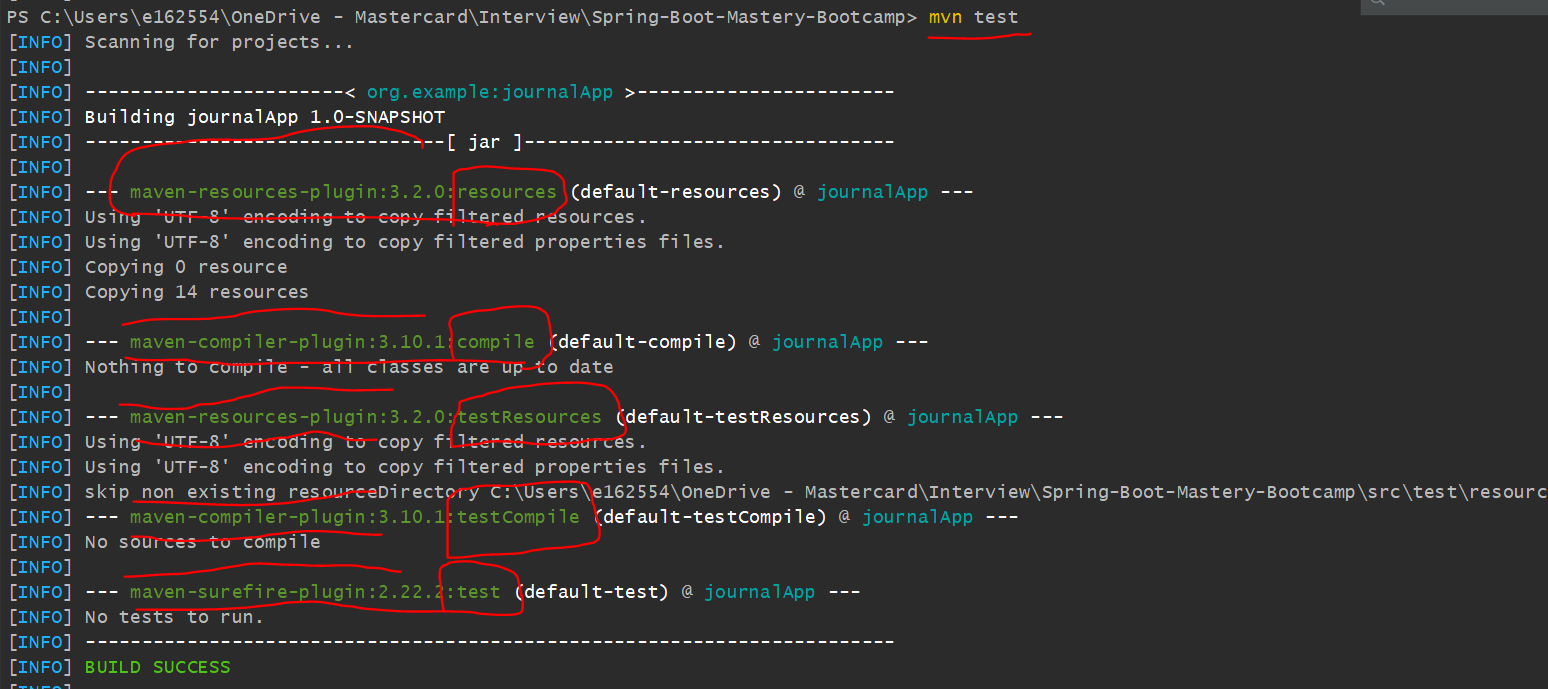 PS C:\Users\e162554\OneDrive - Mastercard\Interview\Spring-Boot-Mastery-Bootcamp> mvn test
[INFO] Scanning for projects...
[INFO]
[INFO] -----------------------< org.example:journalApp >-----------------------
[INFO] Building journalApp 1.0-SNAPSHOT
[INFO] --------------------------------[ jar ]---------------------------------
[INFO]
[INFO] --- maven-resources-plugin:3.2.0:resources (default-resources) @ journalApp ---
[INFO] Using 'UTF-8' encoding to copy filtered resources.
[INFO] Using 'UTF-8' encoding to copy filtered properties files.
[INFO] Copying 0 resource
[INFO] Copying 14 resources
[INFO]
[INFO] --- maven-compiler-plugin:3.10.1:compile (default-compile) @ journalApp ---
[INFO] Nothing to compile - all classes are up to date
[INFO]
[INFO] --- maven-resources-plugin:3.2.0:testResources (default-testResources) @ journalApp ---
[INFO] Using 'UTF-8' encoding to copy filtered resources.
[INFO] Using 'UTF-8' encoding to copy filtered properties files.
[INFO] skip non existing resourceDirectory C:\Users\e162554\OneDrive - Mastercard\Interview\Spring-Boot-Mastery-Bootcamp\src\test\resourc
[INFO] --- maven-compiler-plugin:3.10.1:testCompile (default-testCompile) @ journalApp ---
[INFO] No sources to compile
[INFO]
[INFO] --- maven-surefire-plugin:2.22.2:test (default-test) @ journalApp ---
[INFO] No tests to run.
[INFO] ------------------------------------------------------------------------
[INFO] BUILD SUCCESS
[INFO]